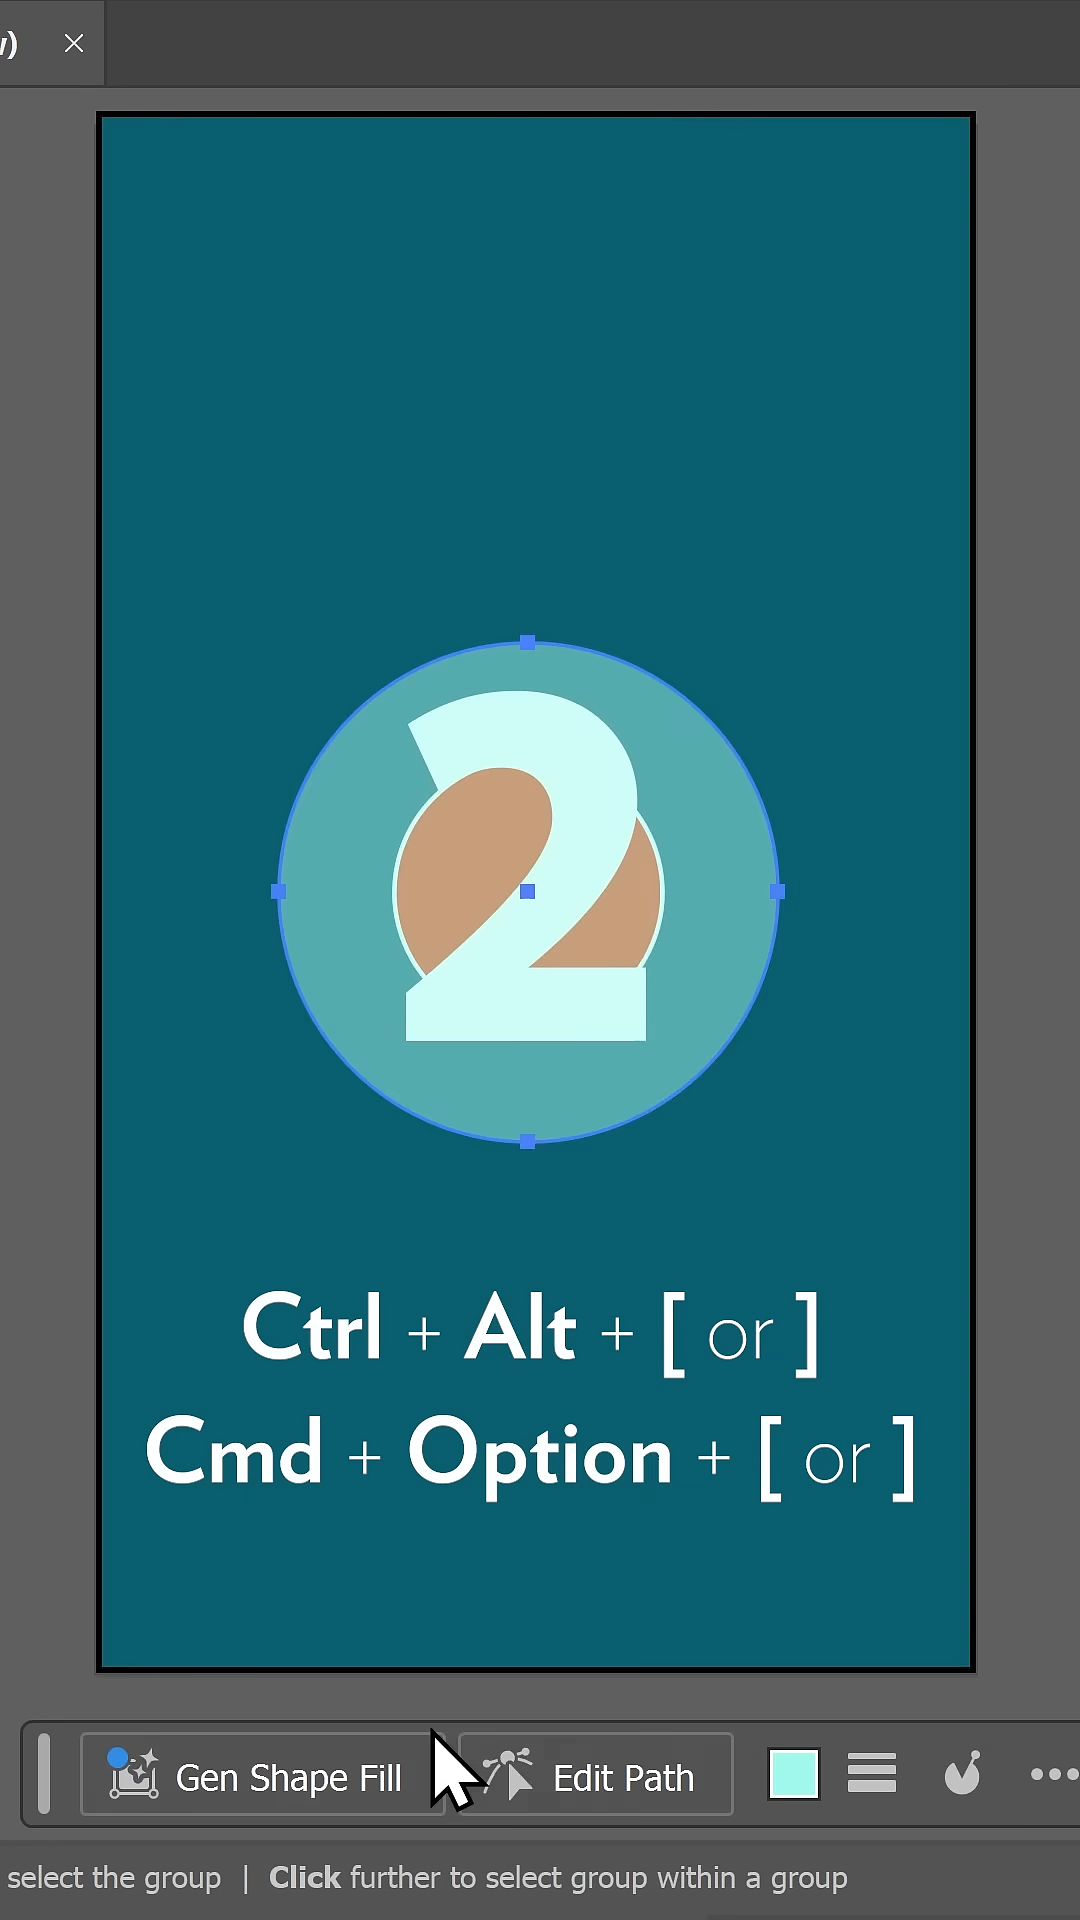 2
Ctrl + Alt + [ or ]
Cmd + Option + [ or ]
Gen Shape Fill Edit Path
select the group | Click further to select group within a group